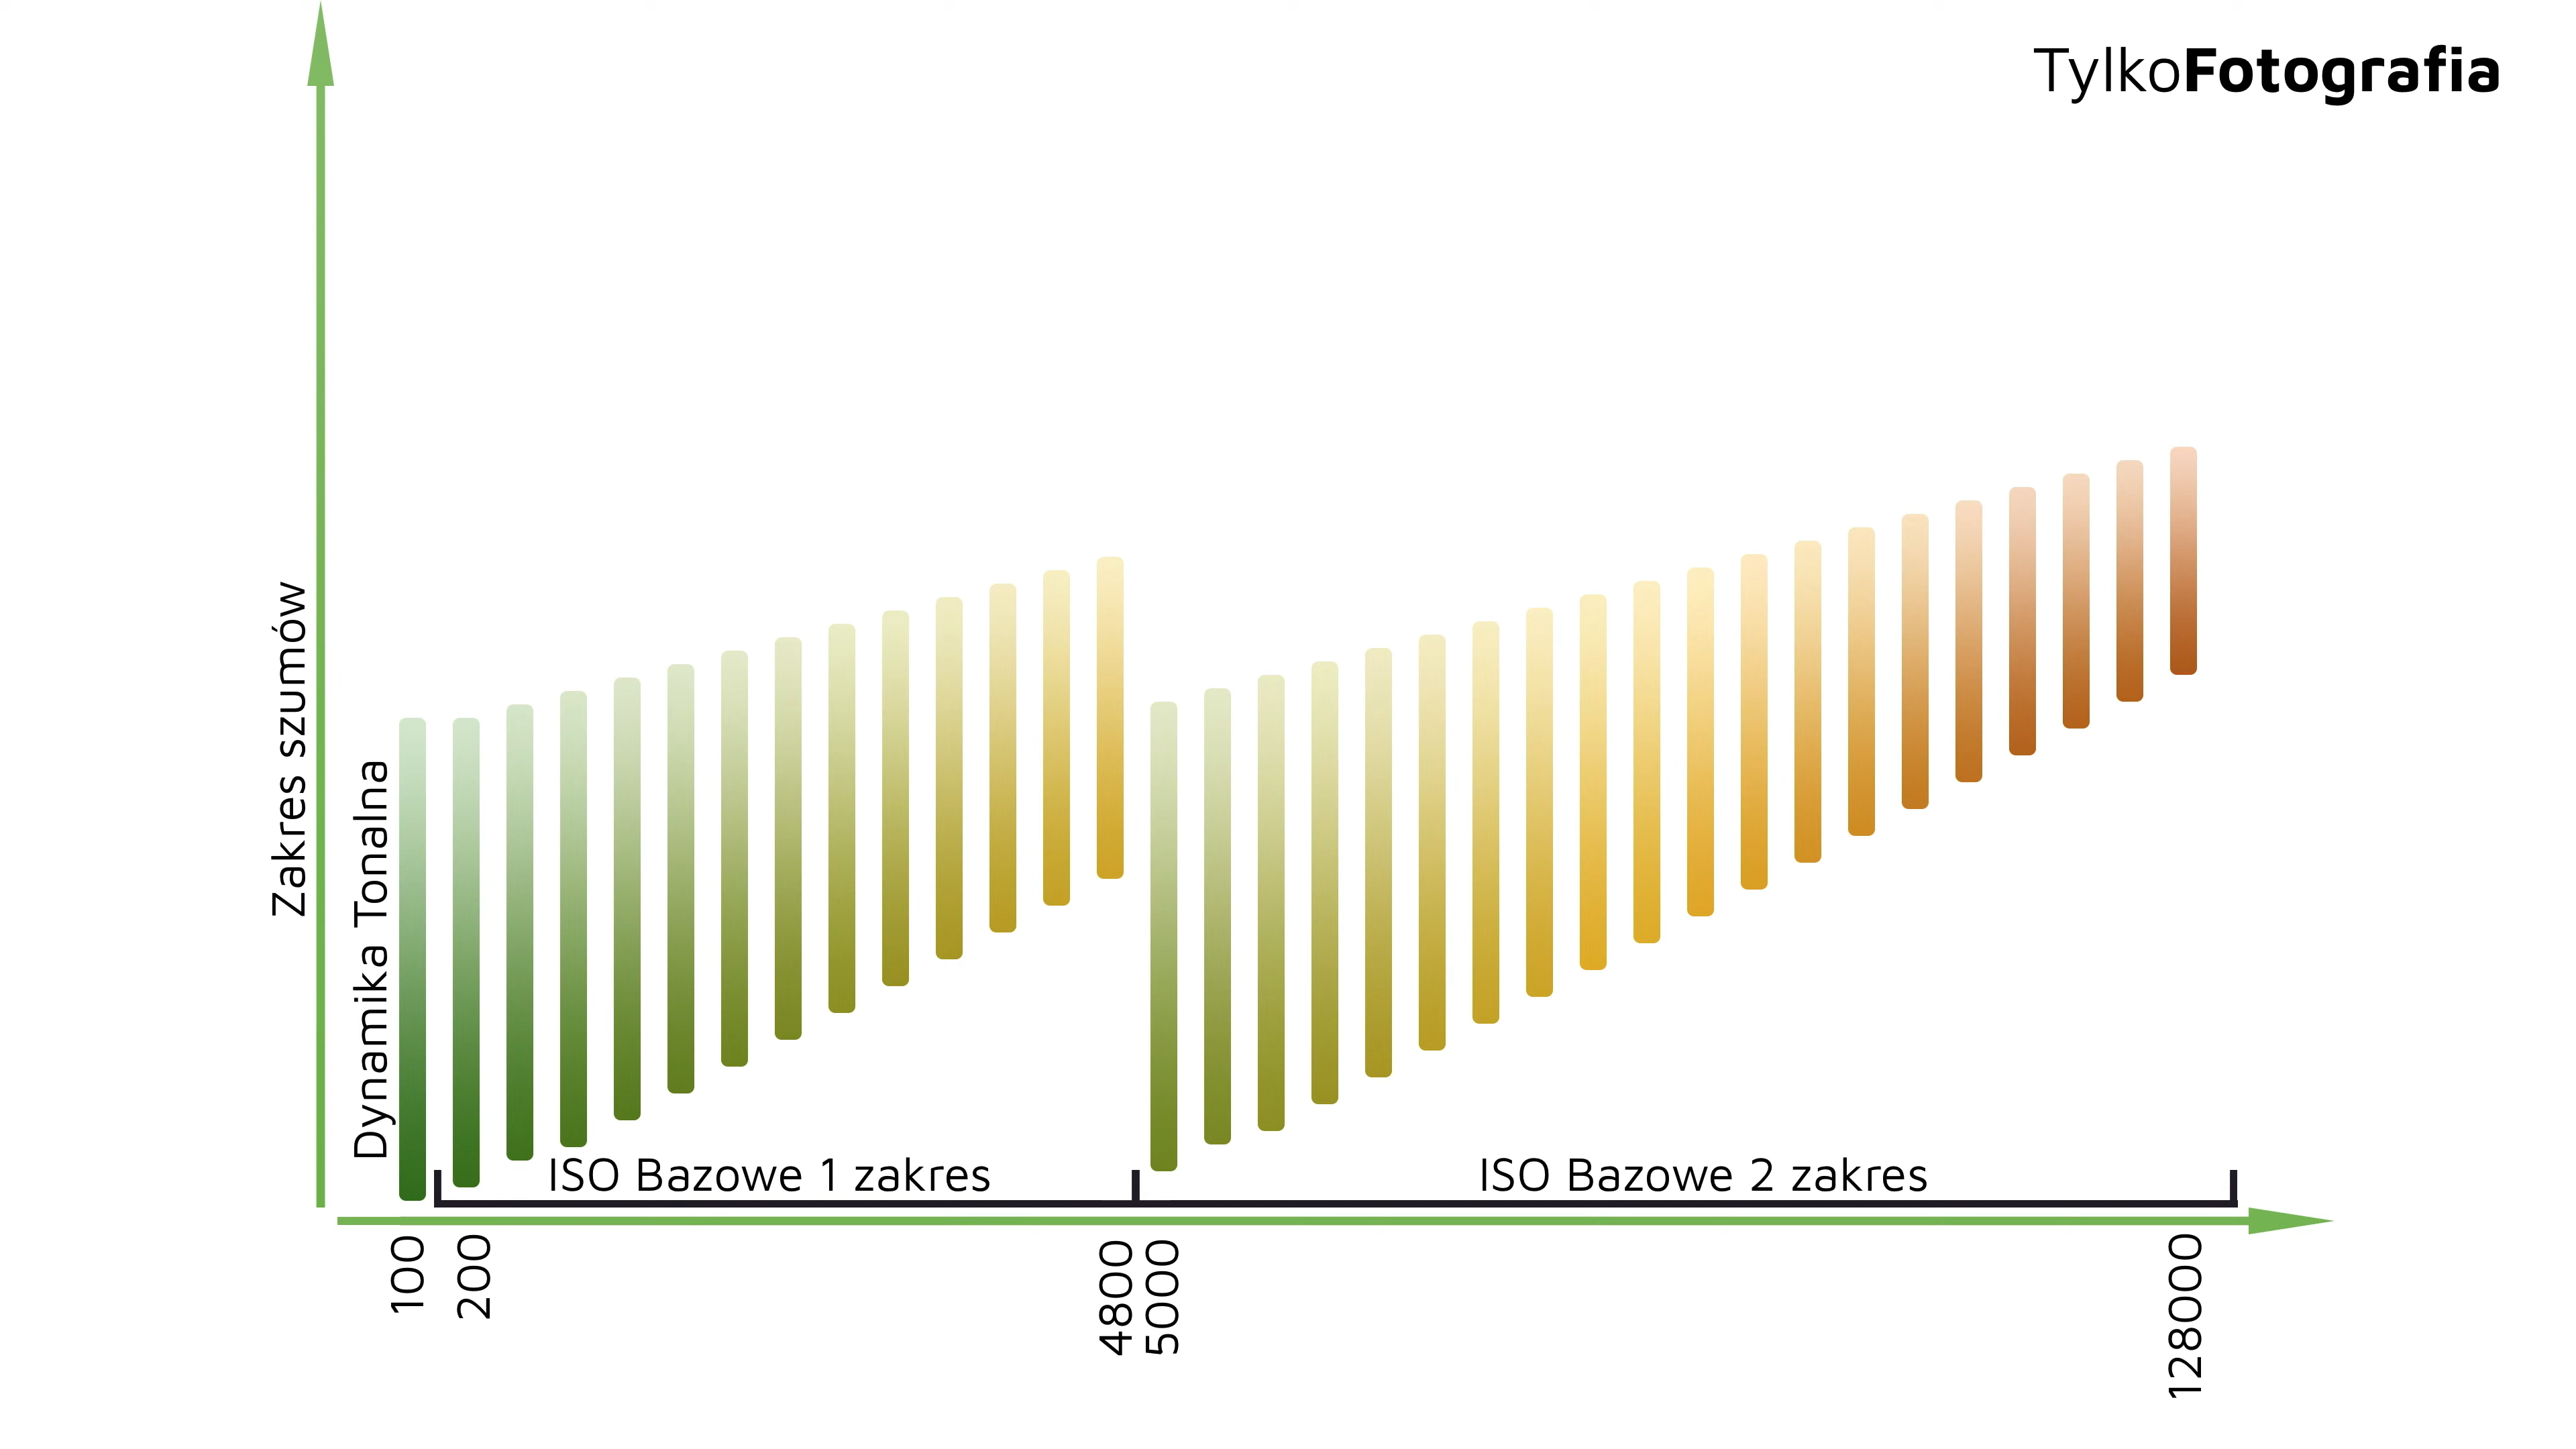 TylkoFotografia
Zakres szumów
Dynamika Tonalna
ISO Bazowe 1 zakres
ISO Bazowe 2 zakres
100
200
4800
5000
128000